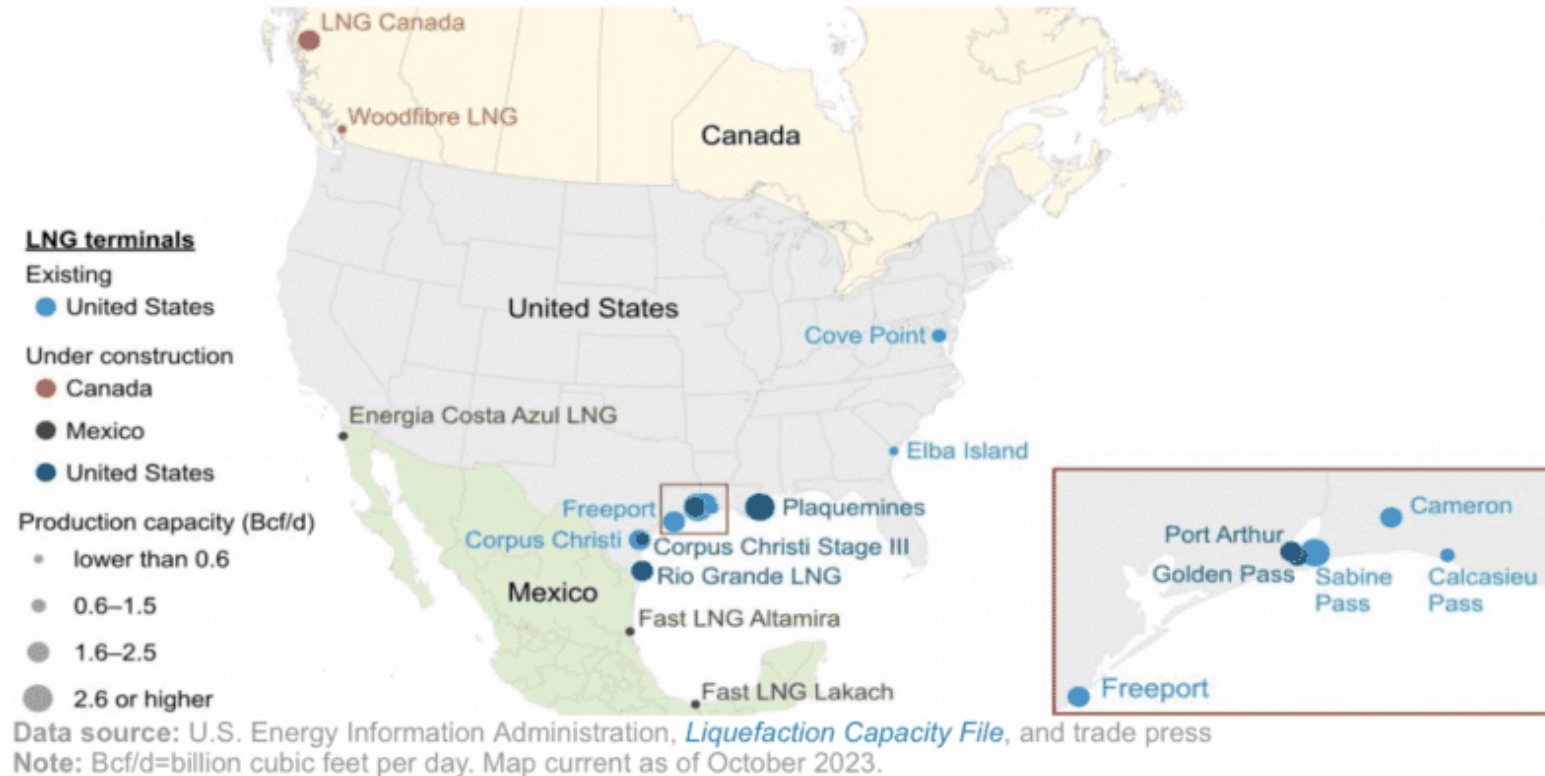 LNG Canada
Woodfibre LNG
Canada
LNG terminals
Existing
United States
Under construction
Canada
Mexico
United States
Production capacity (Bcf/d)
lower than 0.6
0.6–1.5
1.6–2.5
2.6 or higher
United States
Cove Point
Energia Costa Azul LNG
Elba Island
Freeport
Plaquemines
Corpus Christi
Corpus Christi Stage III
Rio Grande LNG
Mexico
Fast LNG Altamira
Fast LNG Lakach
Cameron
Port Arthur
Golden Pass
Sabine
Pass
Calcasieu
Pass
Freeport
Data source: U.S. Energy Information Administration, Liquefaction Capacity File, and trade press
Note: Bcf/d=billion cubic feet per day. Map current as of October 2023.